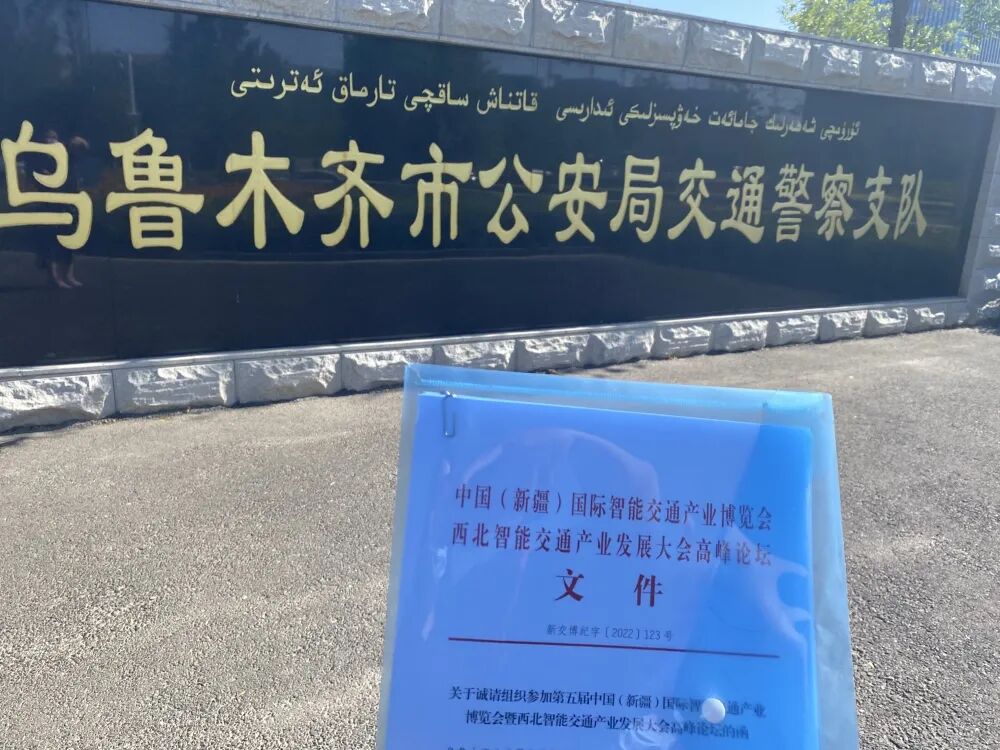 ئۈرۈمچى شەھەرلىك جامائەت خەۋپسىزلىكى ئىدارىسى قاتناش ساقچى تارماق ئەترىتى
乌鲁木齐市公安局交通警察支队
中国（新疆）国际智能交通产业博览会
西北智能交通产业发展大会高峰论坛
文 件
新交博纪字［2022］123号
关于诚请组织参加第五届中国（新疆）国际智能交通产业
博览会暨西北智能交通产业发展大会高峰论坛的函